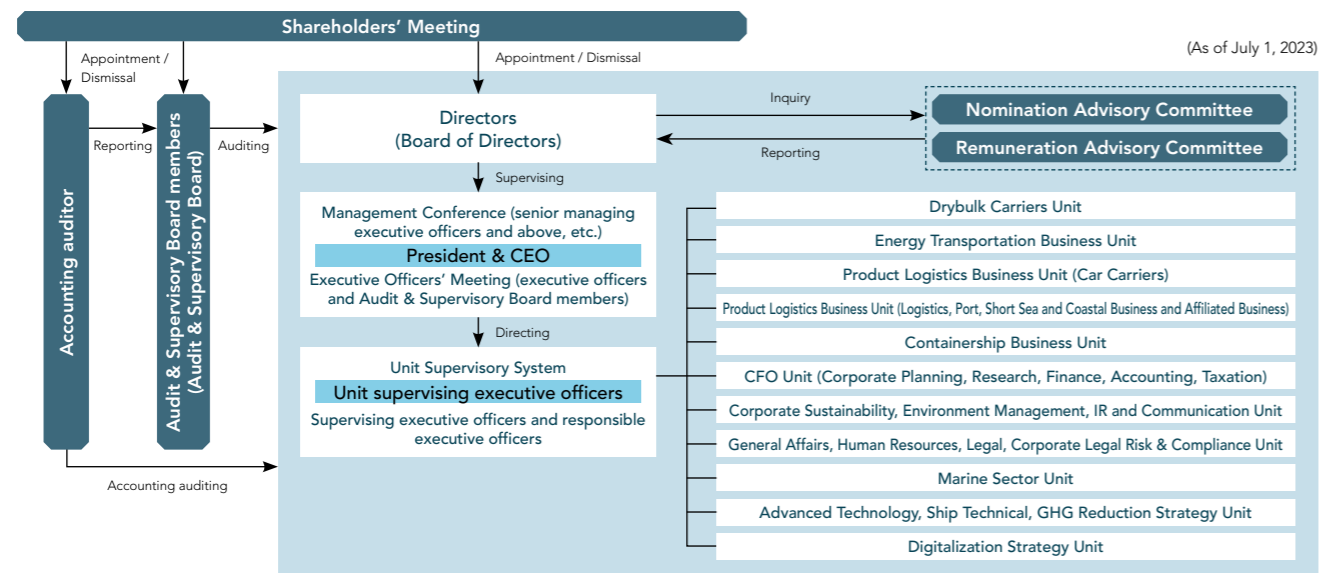 Shareholders' Meeting
(As of July 1, 2023)
Appointment /
Dismissal
Appointment / Dismissal
Accounting auditor
Reporting
Audit & Supervisory Board members
(Audit & Supervisory Board)
Auditing
Accounting auditing
Directors
(Board of Directors)
Inquiry
Reporting
Nomination Advisory Committee
Remuneration Advisory Committee
Supervising
Management Conference (senior managing
executive officers and above, etc.)
President & CEO
Executive Officers' Meeting (executive officers
and Audit & Supervisory Board members)
Directing
Unit Supervisory System
Unit supervising executive officers
Supervising executive officers and responsible
executive officers
Drybulk Carriers Unit
Energy Transportation Business Unit
Product Logistics Business Unit (Car Carriers)
Product Logistics Business Unit (Logistics, Port, Short Sea and Coastal Business and Affiliated Business)
Containership Business Unit
CFO Unit (Corporate Planning, Research, Finance, Accounting, Taxation)
Corporate Sustainability, Environment Management, IR and Communication Unit
General Affairs, Human Resources, Legal, Corporate Legal Risk & Compliance Unit
Marine Sector Unit
Advanced Technology, Ship Technical, GHG Reduction Strategy Unit
Digitalization Strategy Unit